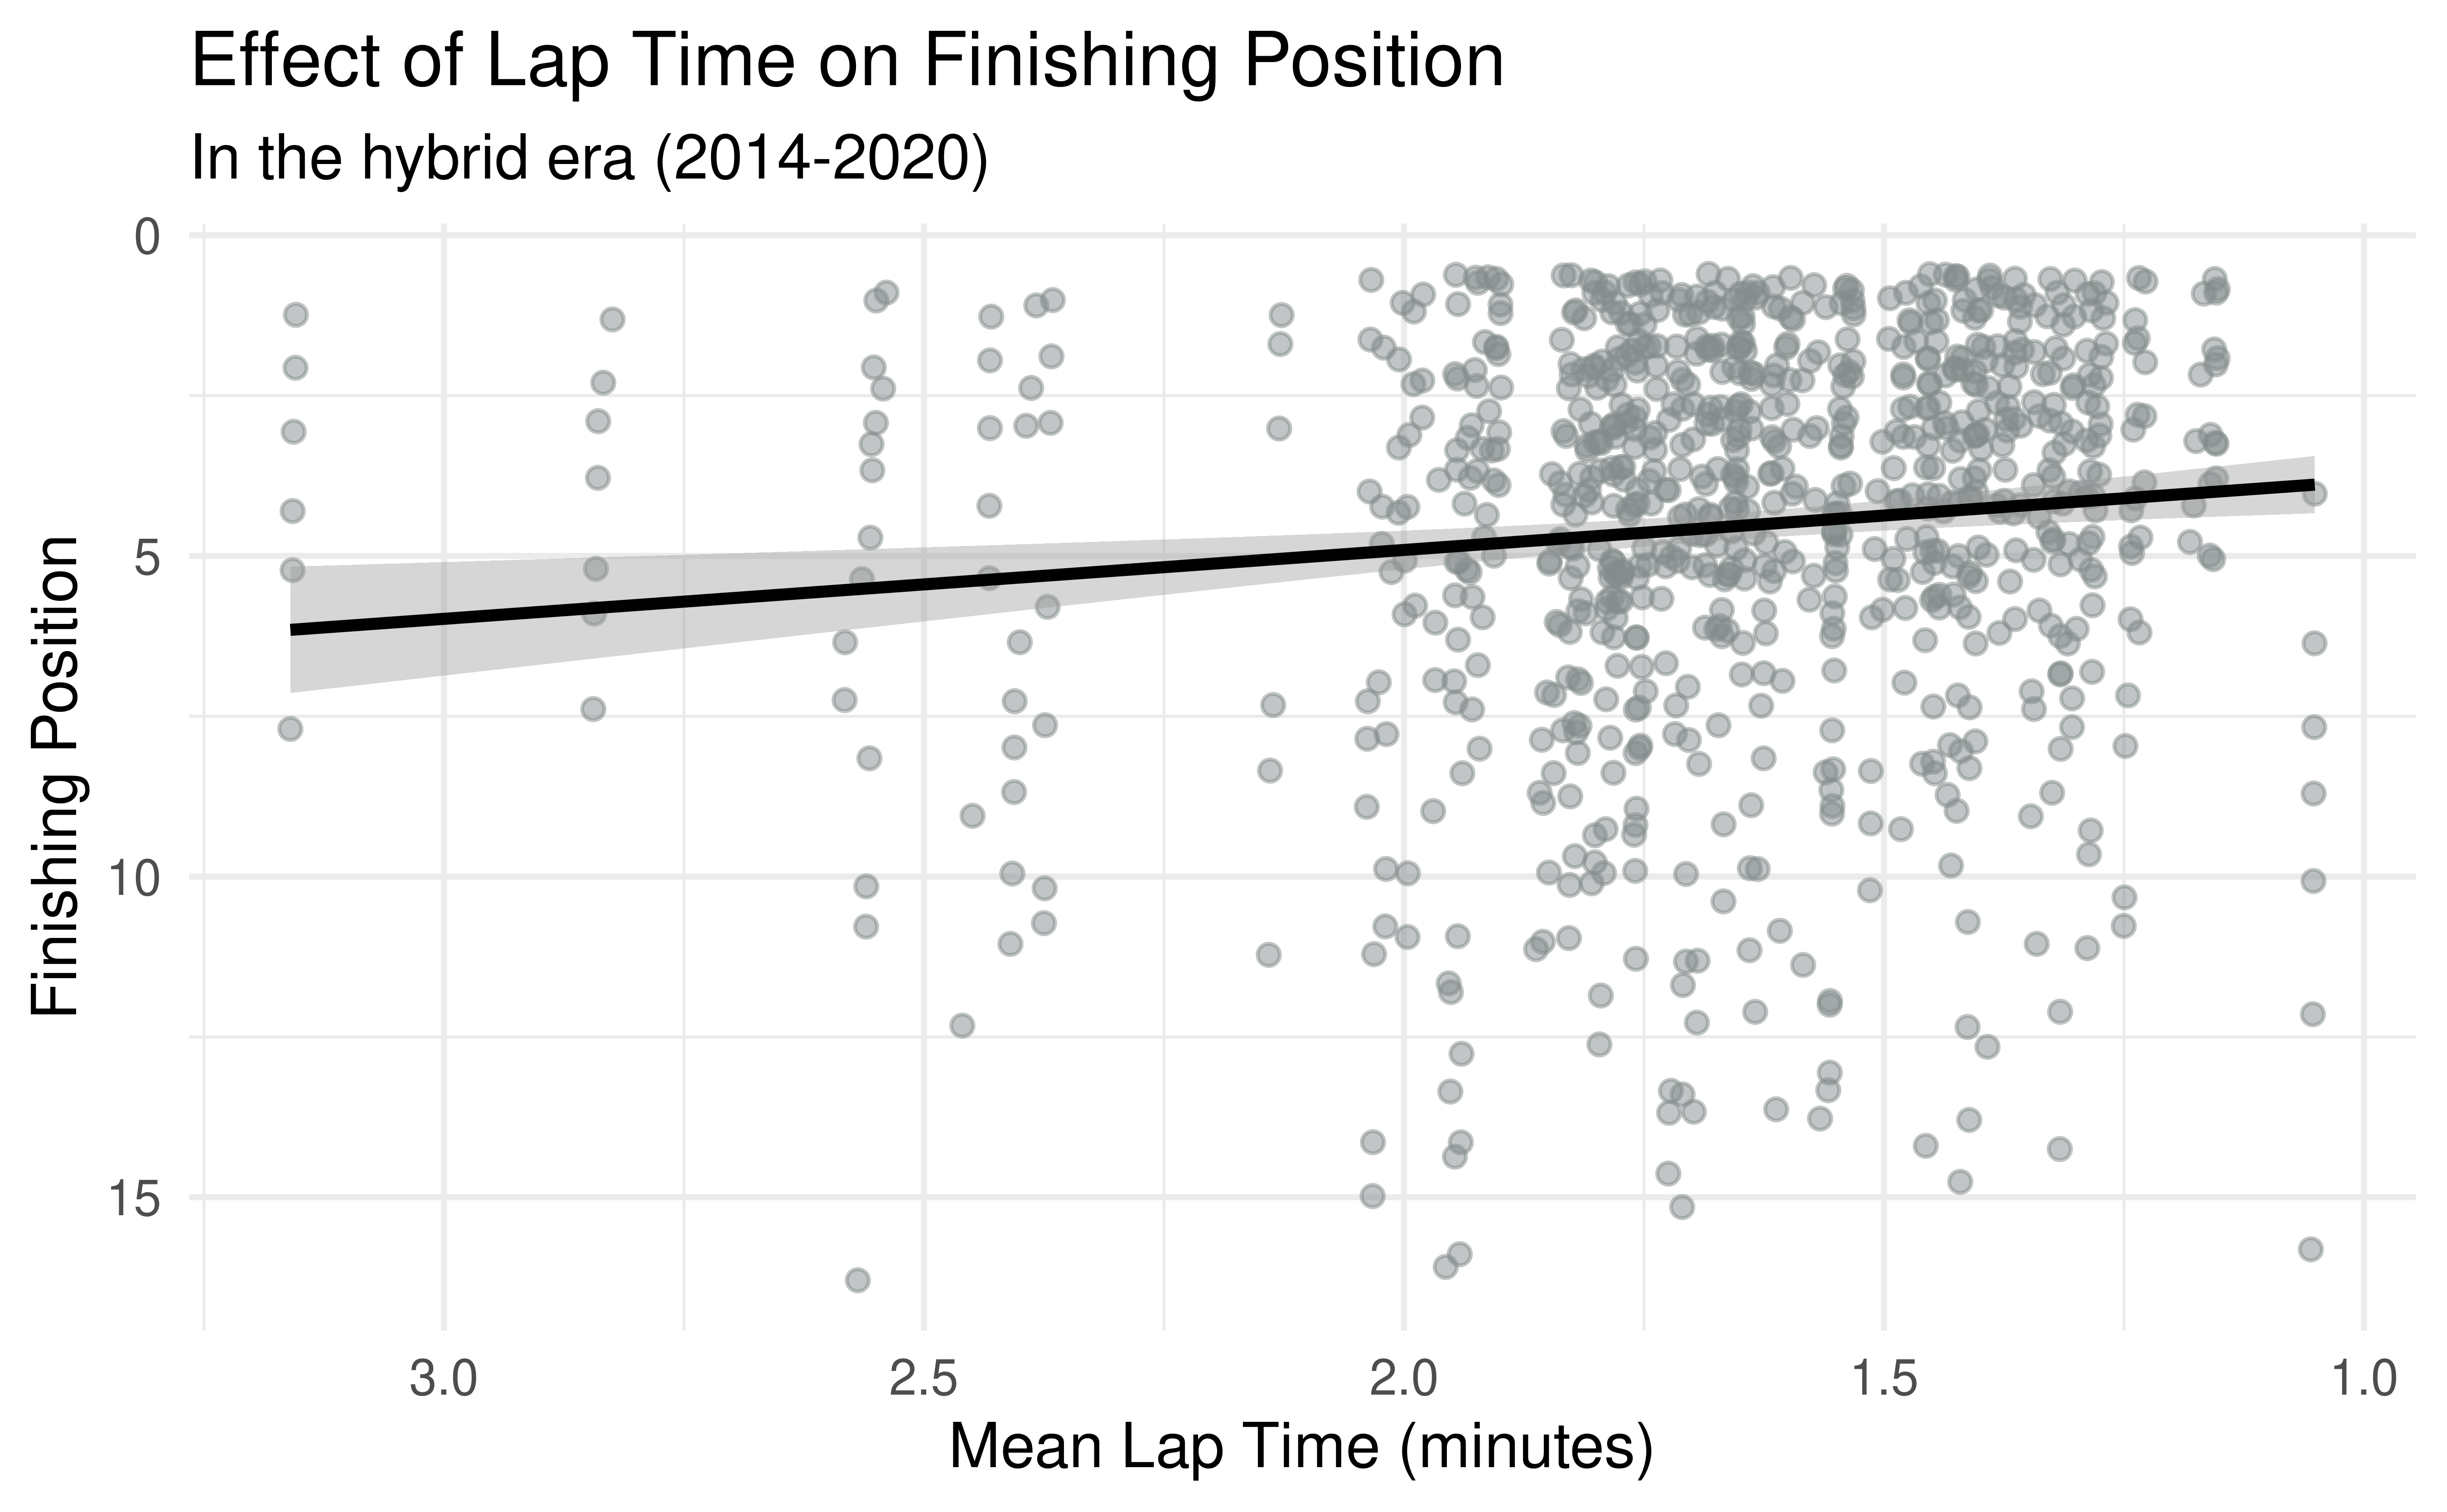 Effect of Lap Time on Finishing Position
In the hybrid era (2014-2020)
Finishing Position
0
5
10
15
3.0
2.5
2.0
1.5
1.0
Mean Lap Time (minutes)